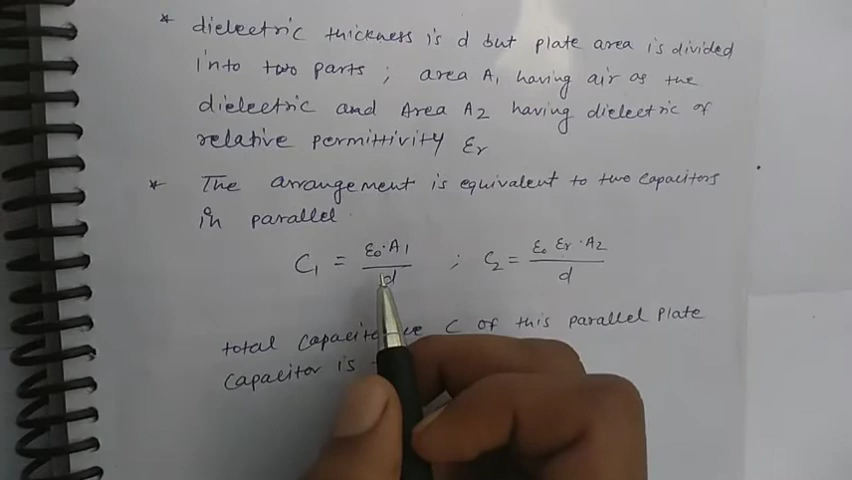 * dielectric thickness is d but plate area is divided
into two parts ; area A₁ having air as the
dielectric and Area A₂ having dielectric of
relative permittivity εr
* The arrangement is equivalent to two capacitors
in parallel.
C₁ = ε₀·A₁/d ; C₂ = ε₀ εr·A₂/d
total C of this parallel plate
Capacitor is